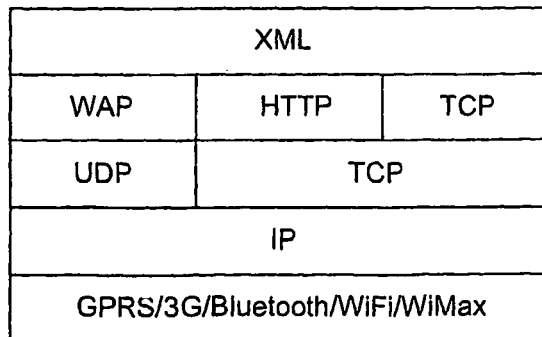 XML
WAP HTTP TCP
UDP TCP
IP
GPRS/3G/Bluetooth/WiFi/WiMax